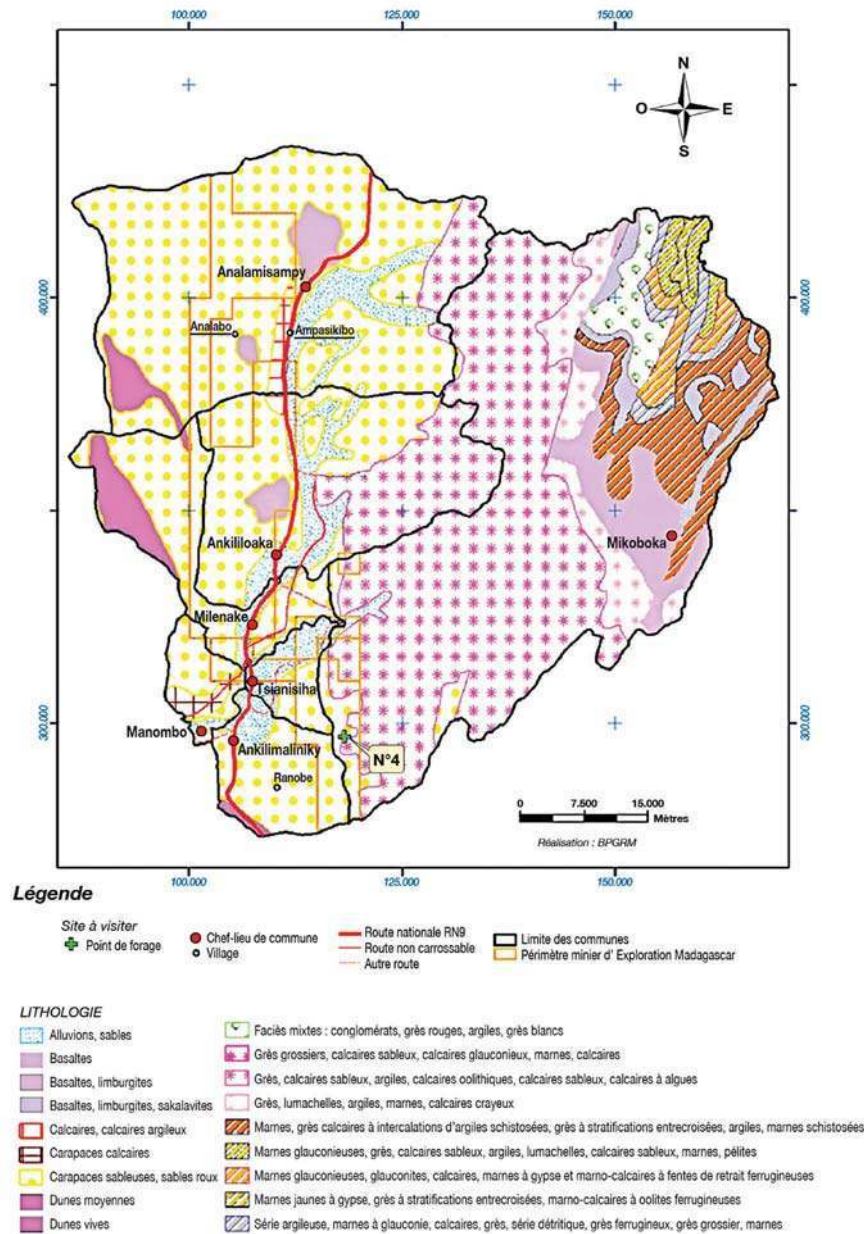 100.000 125.000 150.000
N
O E
S
Analamisampy
400.000 400.000
Analabo Ampasikibo
Ankililoaka
Mikoboka
Milenake
Tsianisiha
300.000 300.000
Manombo
Ankilimaliniky
N°4
Ranobe
0 7.500 15.000
Mètres
Réalisation : BPGRM
100.000 125.000 150.000
Légende
Site à visiter
Point de forage
Chef-lieu de commune
Village
Route nationale RN9
Route non carrossable
Autre route
Limite des communes
Périmètre minier d' Exploration Madagascar
LITHOLOGIE
Alluvions, sables
Basaltes
Basaltes, limburgites
Basaltes, limburgites, sakalavites
Calcaires, calcaires argileux
Carapaces calcaires
Carapaces sableuses, sables roux
Dunes moyennes
Dunes vives
Faciès mixtes : conglomérats, grès rouges, argiles, grès blancs
Grès grossiers, calcaires sableux, calcaires glauconieux, marnes, calcaires
Grès, calcaires sableux, argiles, calcaires oolithiques, calcaires sableux, calcaires à algues
Grès, lumachelles, argiles, marnes, calcaires crayeux
Marnes, grès calcaires à intercalations d'argiles schistosées, grès à stratifications entrecroisées, argiles, marnes schistosées
Marnes glauconieuses, grès, calcaires sableux, argiles, lumachelles, calcaires sableux, marnes, pélites
Marnes glauconieuses, glauconites, calcaires, marnes à gypse et marno-calcaires à fentes de retrait ferrugineuses
Marnes jaunes à gypse, grès à stratifications entrecroisées, marno-calcaires à oolites ferrugineuses
Série argileuse, marnes à glauconie, calcaires, grès, série détritique, grès ferrugineux, grès grossier, marnes